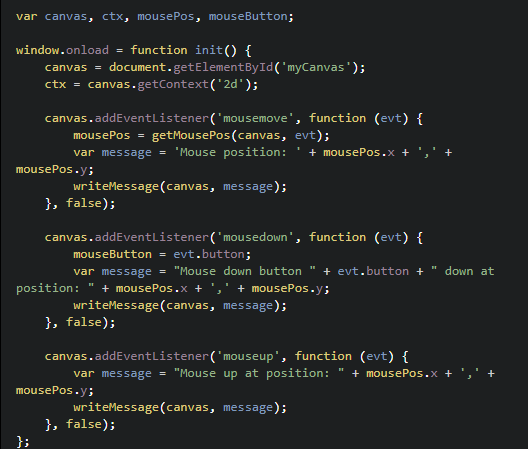 var canvas, ctx, mousePos, mouseButton;
window.onload = function init() {
    canvas = document.getElementById('myCanvas');
    ctx = canvas.getContext('2d');
    canvas.addEventListener('mousemove', function (evt) {
        mousePos = getMousePos(canvas, evt);
        var message = 'Mouse position: ' + mousePos.x + ',' +
mousePos.y;
        writeMessage(canvas, message);
    }, false);
    canvas.addEventListener('mousedown', function (evt) {
        mouseButton = evt.button;
        var message = "Mouse down button " + evt.button + " down at
position: " + mousePos.x + ',' + mousePos.y;
        writeMessage(canvas, message);
    }, false);
    canvas.addEventListener('mouseup', function (evt) {
        var message = "Mouse up at position: " + mousePos.x + ',' +
mousePos.y;
        writeMessage(canvas, message);
    }, false);
};